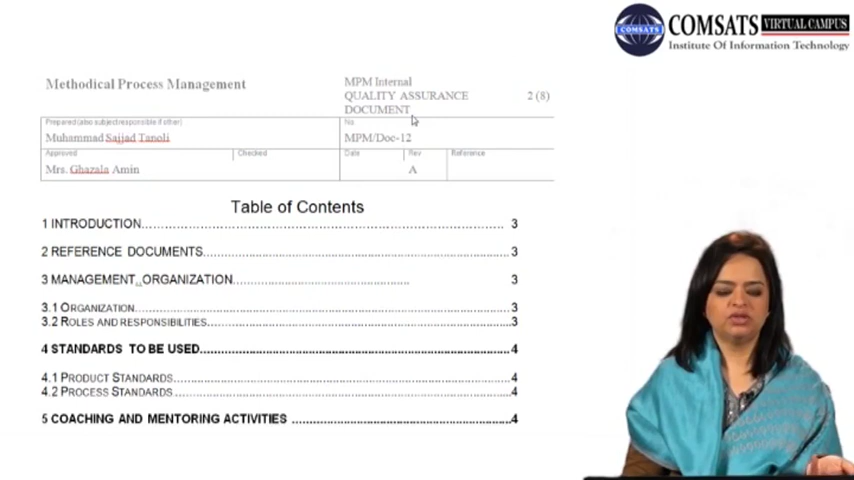 COMSATS VIRTUAL CAMPUS
COMSATS
Institute Of Information Technology
Methodical Process Management
MPM Internal
QUALITY ASSURANCE
DOCUMENT
2 (8)
Prepared (also subject responsible if other)
No.
Muhammad Sajjad Tanoli
MPM/Doc-12
Approved
Checked
Date
Rev
Reference
Mrs. Ghazala Amin
A
Table of Contents
1 INTRODUCTION 3
2 REFERENCE DOCUMENTS 3
3 MANAGEMENT ORGANIZATION 3
3.1 ORGANIZATION 3
3.2 ROLES AND RESPONSIBILITIES 3
4 STANDARDS TO BE USED 4
4.1 PRODUCT STANDARDS 4
4.2 PROCESS STANDARDS 4
5 COACHING AND MENTORING ACTIVITIES 4